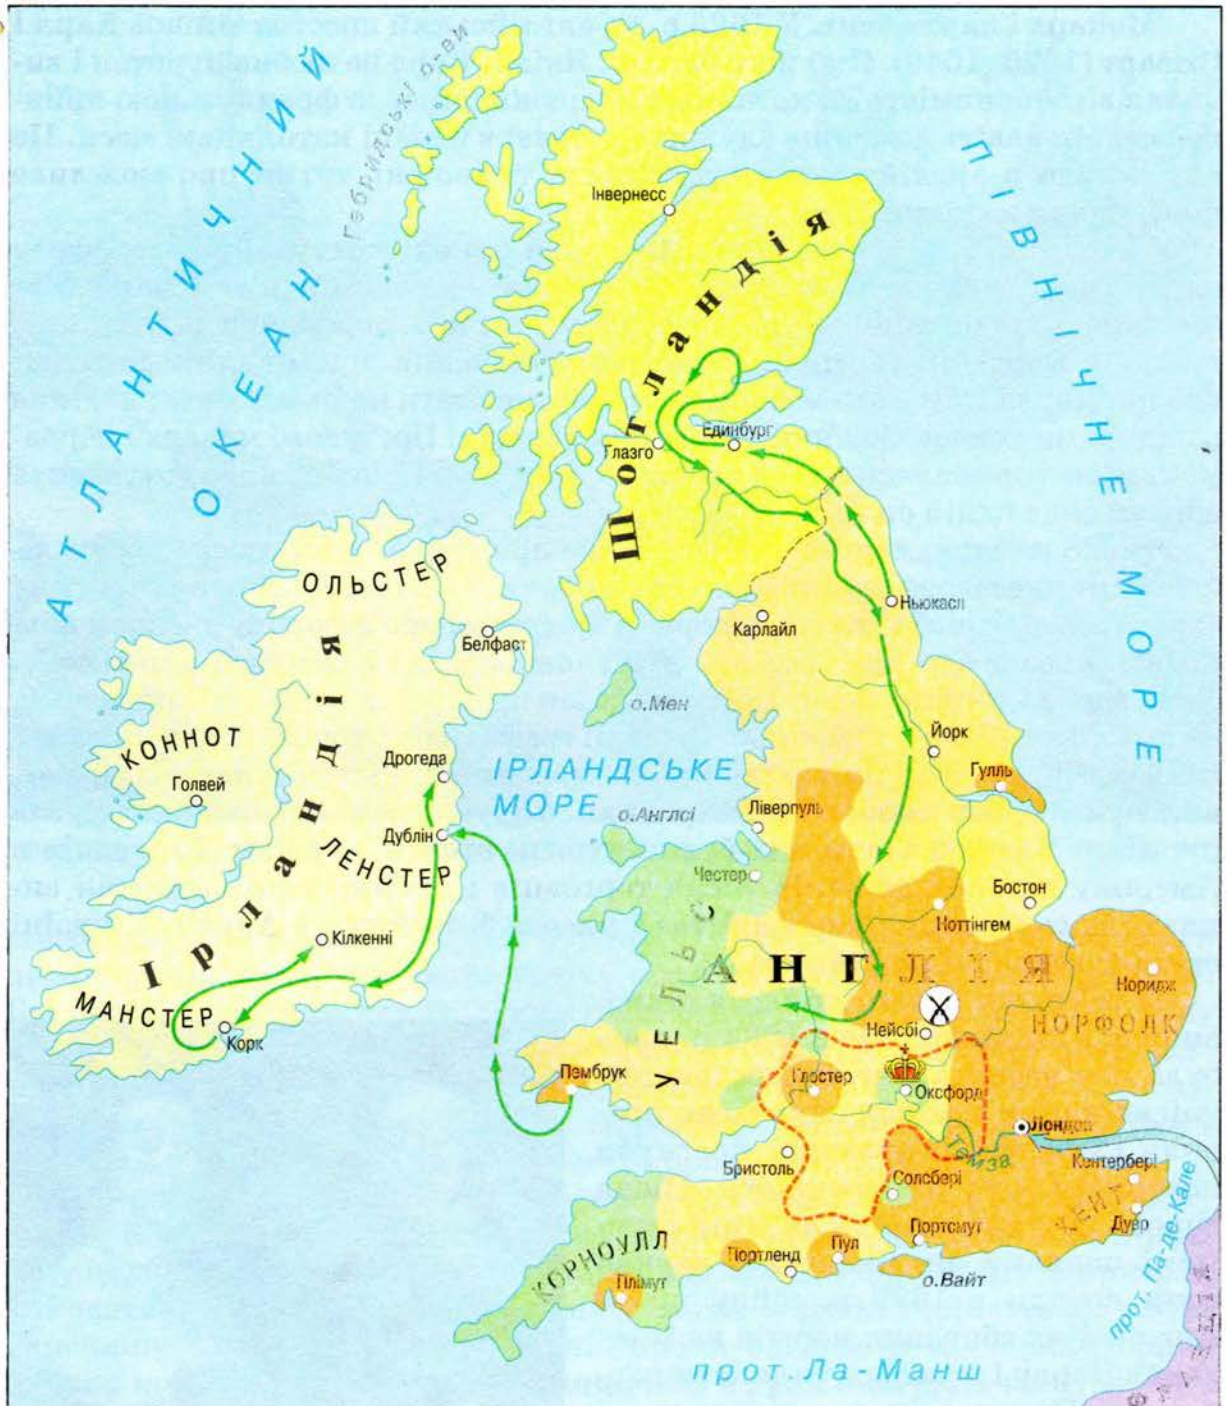 АТЛАНТИЧНИЙ
ОКЕАН
Гебридські о-ви
ПІВНІЧНЕ МОРЕ
Інвернесс
Шотландія
Единбург
Глазго
ОЛЬСТЕР
Белфаст
Карлайл
Ньюкасл
о.Мен
КОННОТ
Голвей
Ірландія
Дрогеда
ІРЛАНДСЬКЕ
МОРЕ
Йорк
Гулль
Ліверпуль
о.Англсі
Дублін
ЛЕНСТЕР
Честер
Бостон
Ноттінгем
Кілкенні
УЕЛЬС
АНГЛІЯ
Норидж
МАНСТЕР
Корк
Нейсбі
НОРФОЛК
Пембрук
Глостер
Оксфорд
Лондон
Темза
Бристоль
Солсбері
Кентербері
КЕНТ
Дувр
Портсмут
Пул
Портленд
КОРНОУЛЛ
Плімут
о.Вайт
прот. Па-де-Кале
прот. Ла-Манш